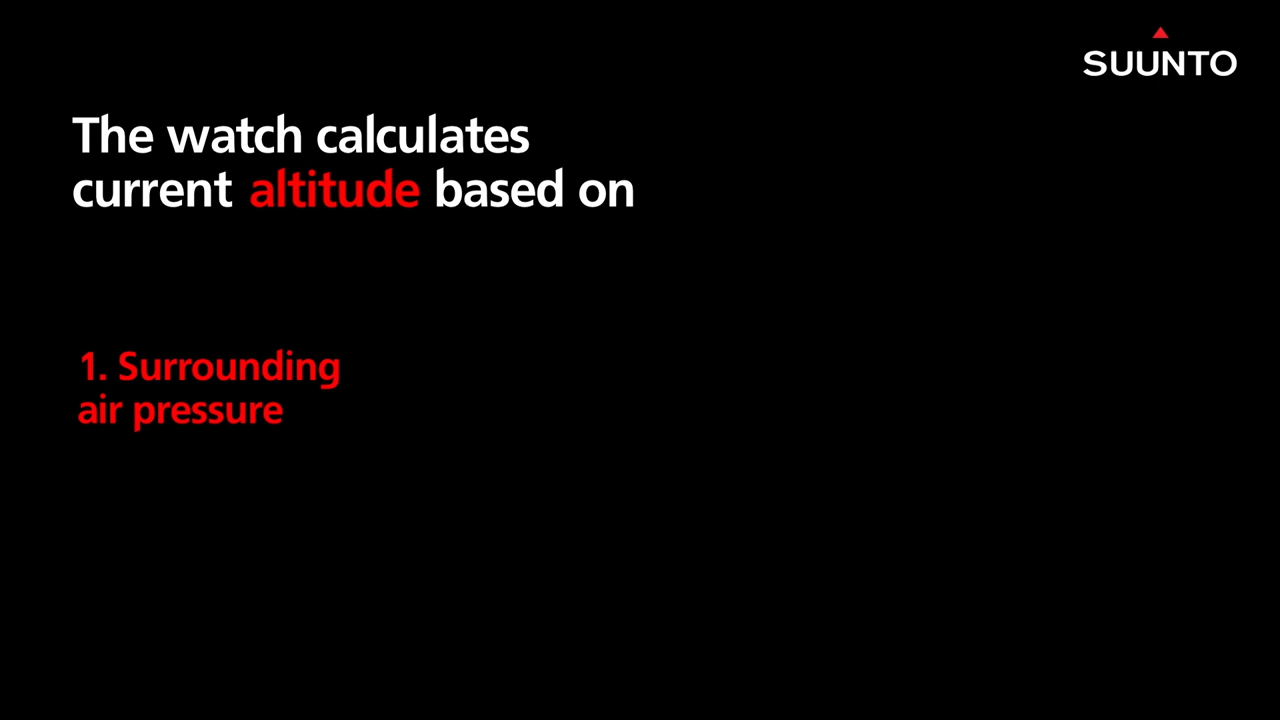 SUUNTO
The watch calculates
current altitude based on
1. Surrounding
air pressure